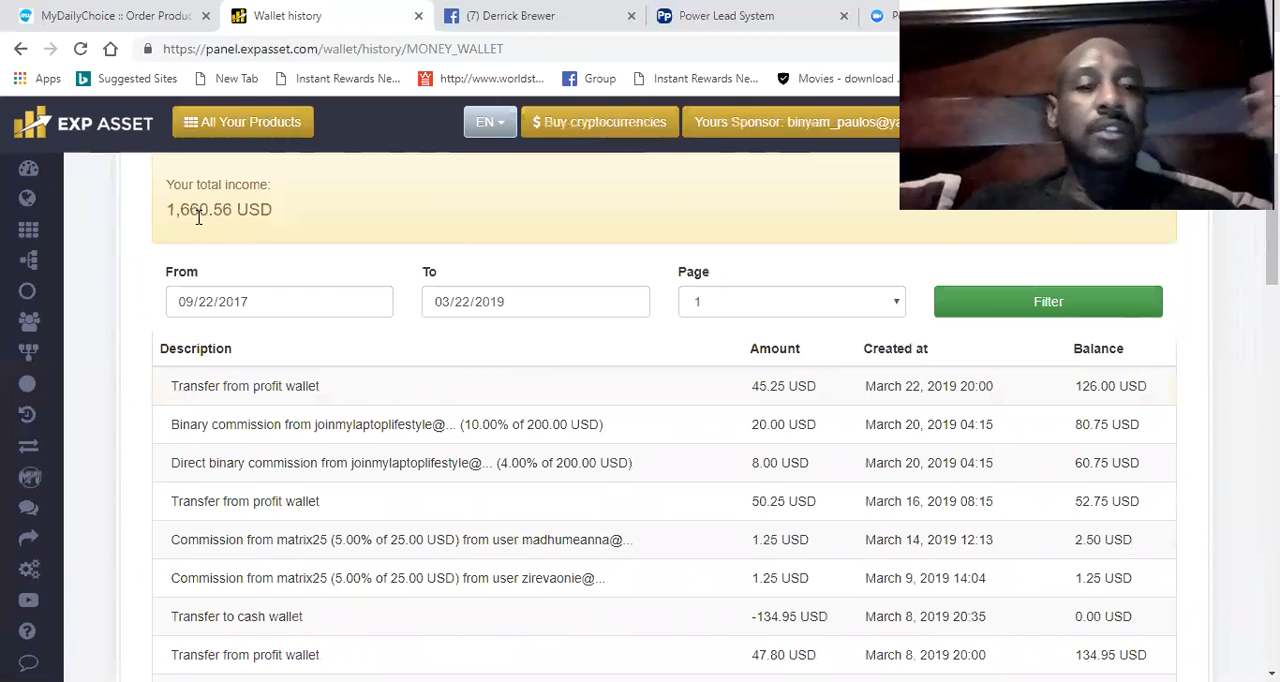 MyDailyChoice :: Order Produc
Wallet history
(7) Derrick Brewer
Power Lead System
https://panel.expasset.com/wallet/history/MONEY_WALLET
Apps
Suggested Sites
New Tab
Instant Rewards Ne...
http://www.worldst...
Group
Instant Rewards Ne...
Movies - download
EXP ASSET
All Your Products
EN
$ Buy cryptocurrencies
Yours Sponsor: binyam_paulos@ya
Your total income:
1,660.56 USD
From To Page
09/22/2017 03/22/2019 1 Filter
Description Amount Created at Balance
Transfer from profit wallet 45.25 USD March 22, 2019 20:00 126.00 USD
Binary commission from joinmylaptoplifestyle@... (10.00% of 200.00 USD) 20.00 USD March 20, 2019 04:15 80.75 USD
Direct binary commission from joinmylaptoplifestyle@... (4.00% of 200.00 USD) 8.00 USD March 20, 2019 04:15 60.75 USD
Transfer from profit wallet 50.25 USD March 16, 2019 08:15 52.75 USD
Commission from matrix25 (5.00% of 25.00 USD) from user madhumeanna@... 1.25 USD March 14, 2019 12:13 2.50 USD
Commission from matrix25 (5.00% of 25.00 USD) from user zirevaonie@... 1.25 USD March 9, 2019 14:04 1.25 USD
Transfer to cash wallet -134.95 USD March 8, 2019 20:35 0.00 USD
Transfer from profit wallet 47.80 USD March 8, 2019 20:00 134.95 USD